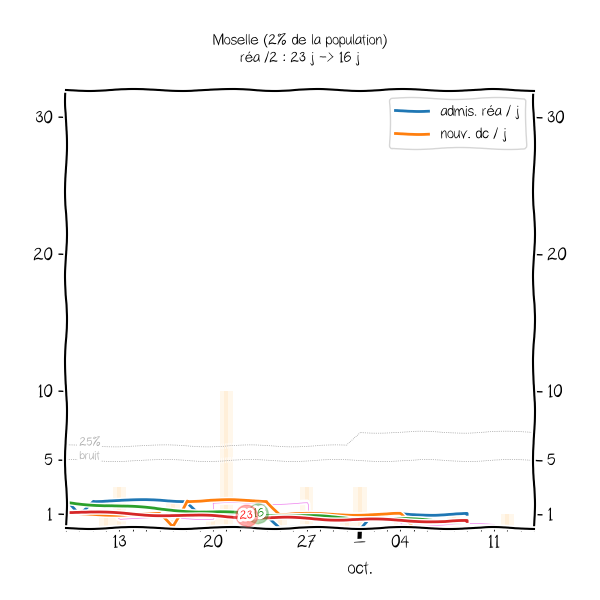 Moselle (2% de la population)
réa /2 : 23 j -> 16 j
admis. réa / j
nouv. dc / j
30 30
20 20
10 10
25%
5 bruit 5
1 23 1
13 20 27 04 11
oct.